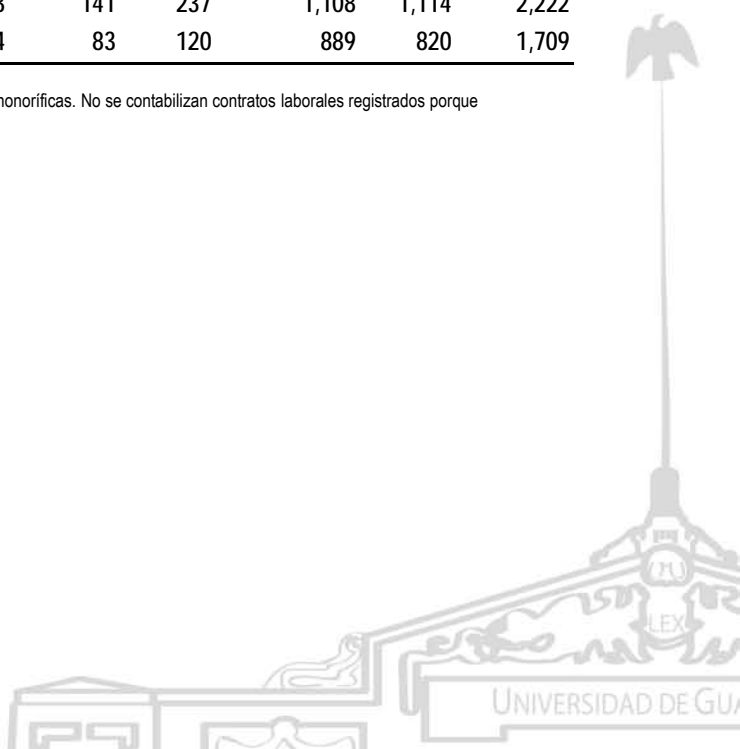 141 237 1,108 1,114 2,222
83 120 889 820 1,709
honoríficas. No se contabilizan contratos laborales registrados porque
LEX
UNIVERSIDAD DE